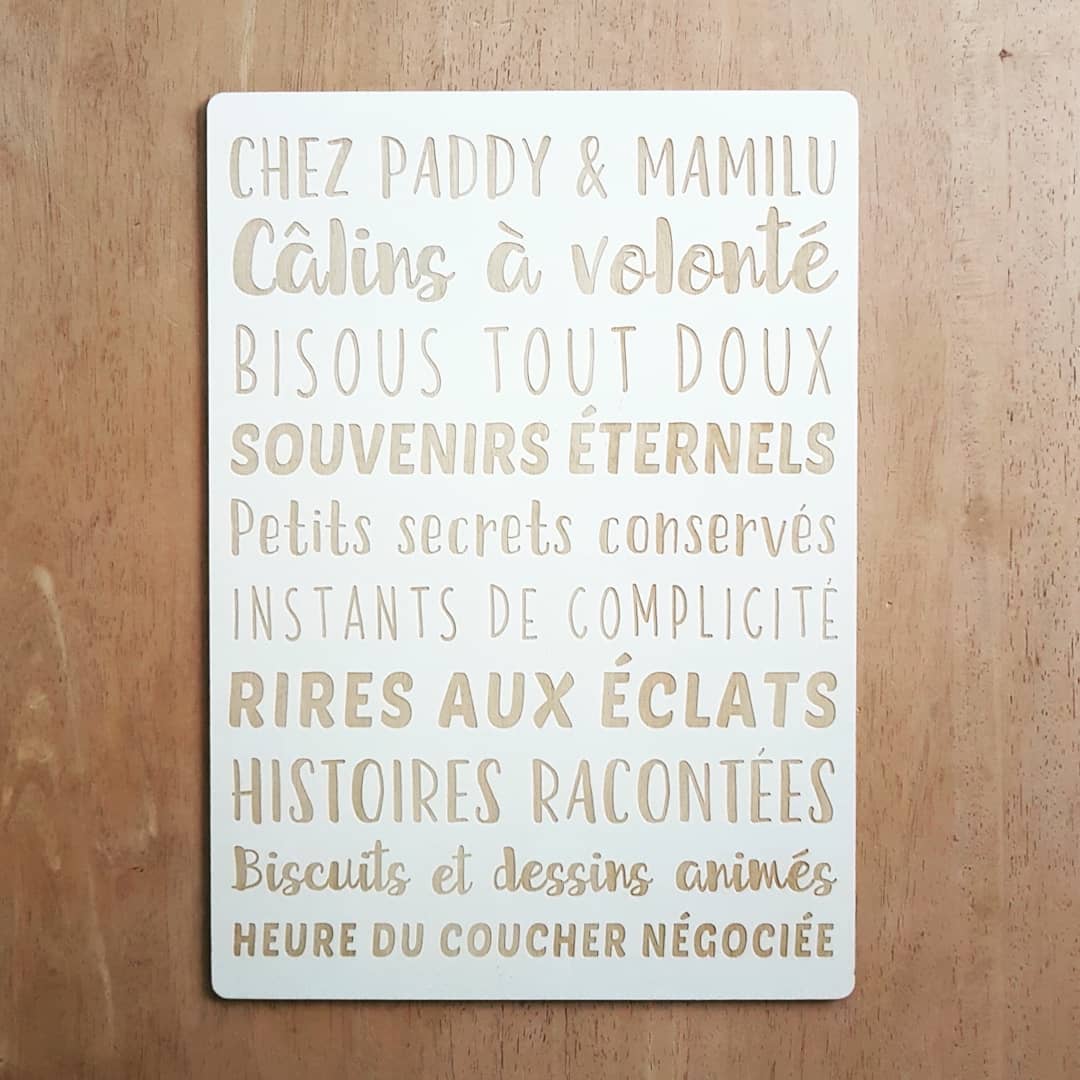 CHEZ PADDY & MAMILU
Câlins à volonté
BISOUS TOUT DOUX
SOUVENIRS ÉTERNELS
Petits secrets conservés
INSTANTS DE COMPLICITÉ
RIRES AUX ÉCLATS
HISTOIRES RACONTÉES
Biscuits et dessins animés
HEURE DU COUCHER NÉGOCIÉE